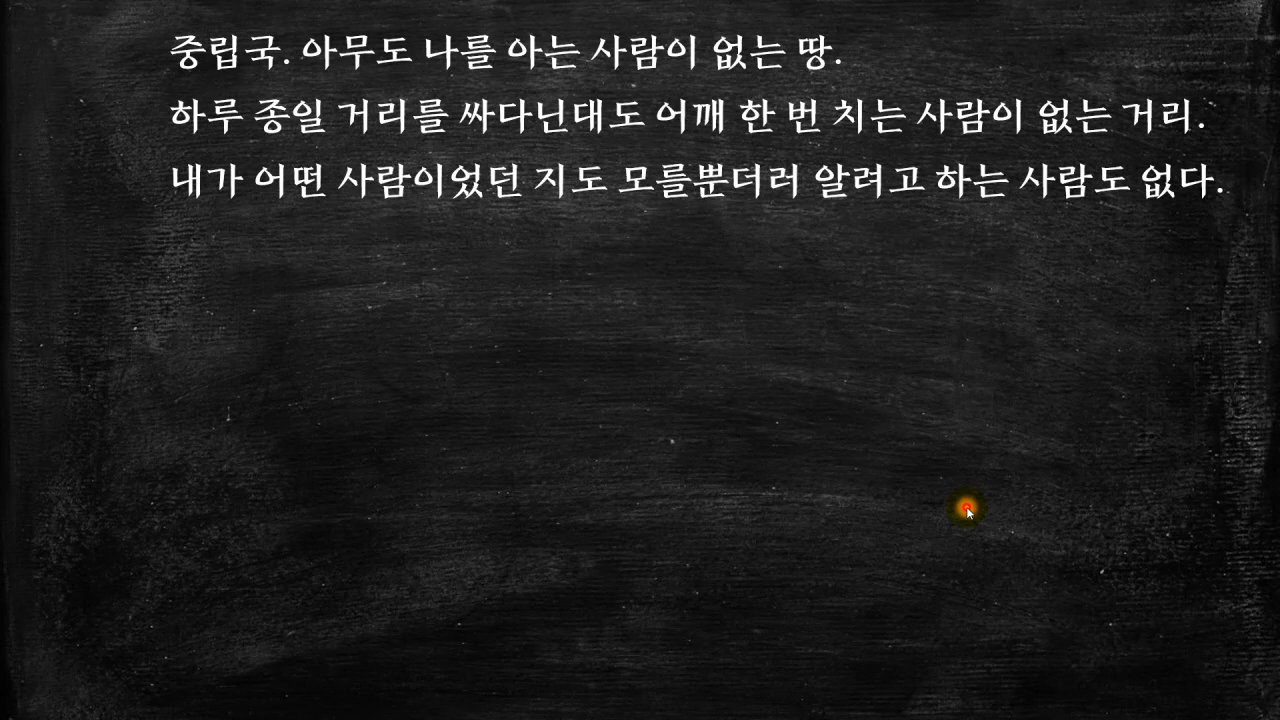 중립국. 아무도 나를 아는 사람이 없는 땅.
하루 종일 거리를 싸다닌대도 어깨 한 번 치는 사람이 없는 거리.
내가 어떤 사람이었던 지도 모를뿐더러 알려고 하는 사람도 없다.